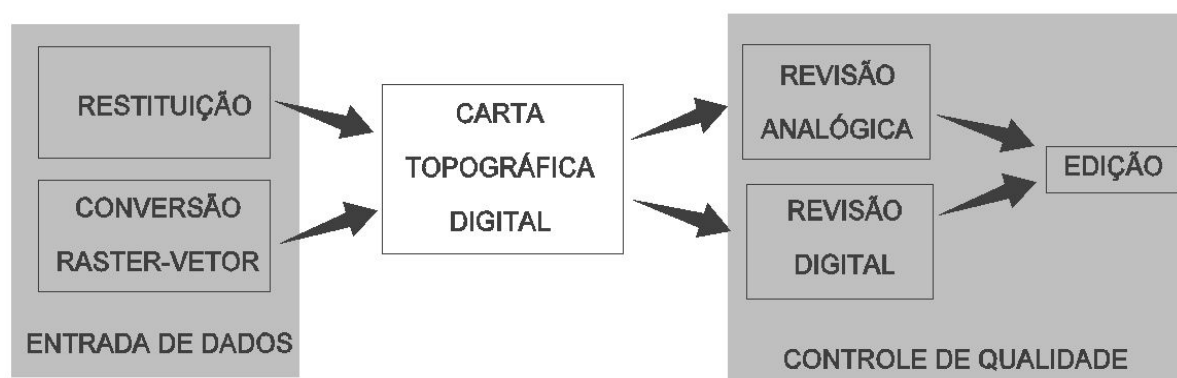 RESTITUIÇÃO
CONVERSÃO
RASTER-VETOR
ENTRADA DE DADOS
CARTA
TOPOGRÁFICA
DIGITAL
REVISÃO
ANALÓGICA
REVISÃO
DIGITAL
EDIÇÃO
CONTROLE DE QUALIDADE